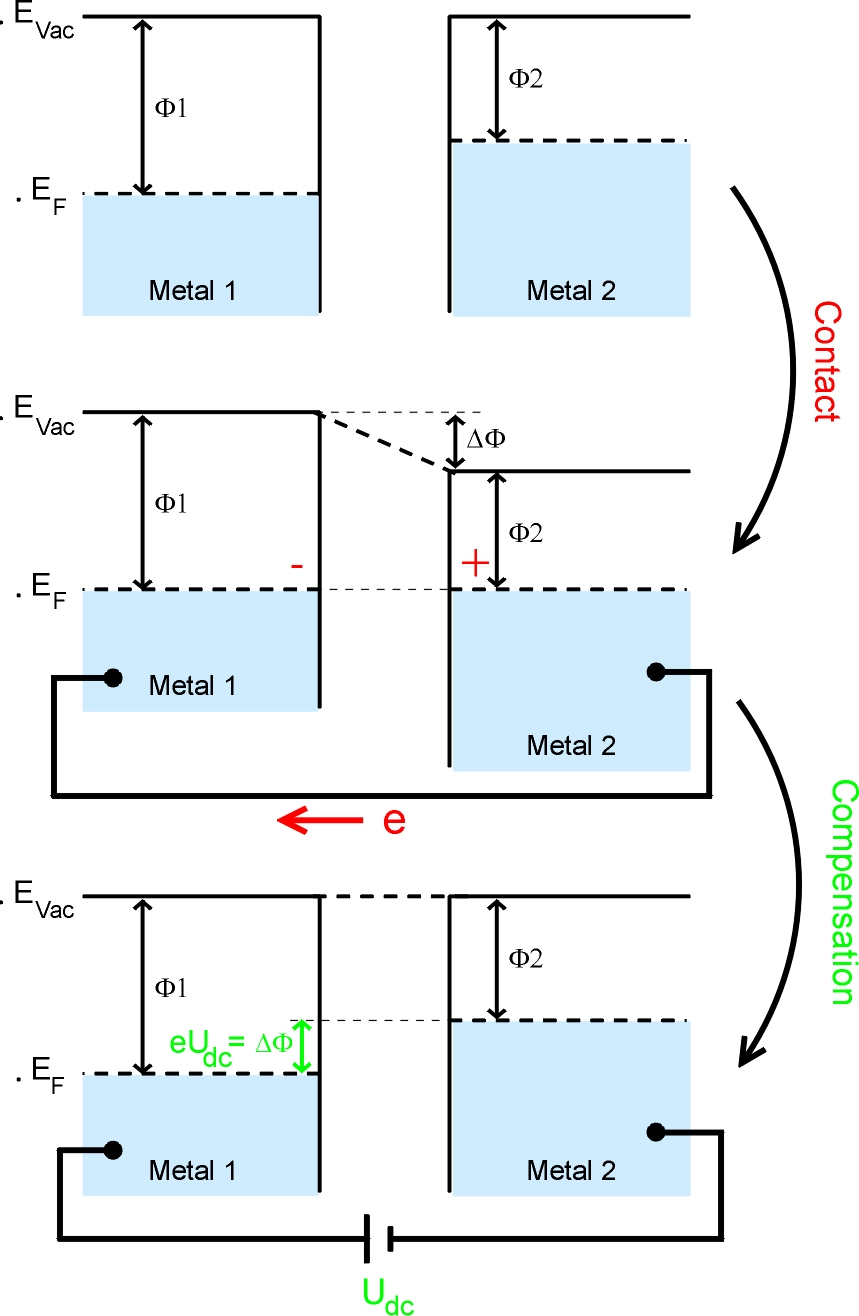 . E_Vac
Φ1
Φ2
. E_F
Metal 1
Metal 2
Contact
. E_Vac
ΔΦ
Φ1
Φ2
-
+
. E_F
Metal 1
Metal 2
e
Compensation
. E_Vac
Φ1
Φ2
eU_dc= ΔΦ
. E_F
Metal 1
Metal 2
U_dc